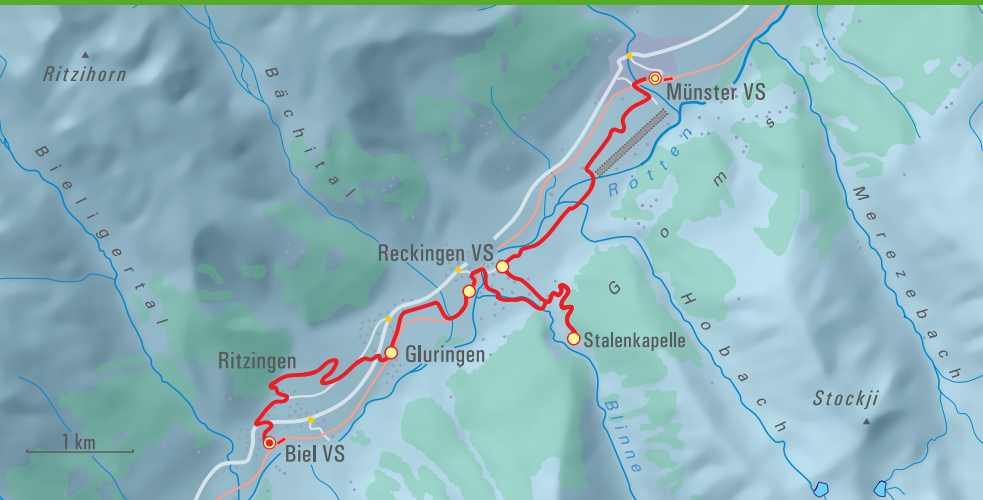 Ritzihorn
Bächital
Bieligertal
Münster VS
Rotten
Goms
Merezebach
Reckingen VS
Hobach
Stalenkapelle
Gluringen
Ritzingen
Stockji
Blinne
1 km
Biel VS